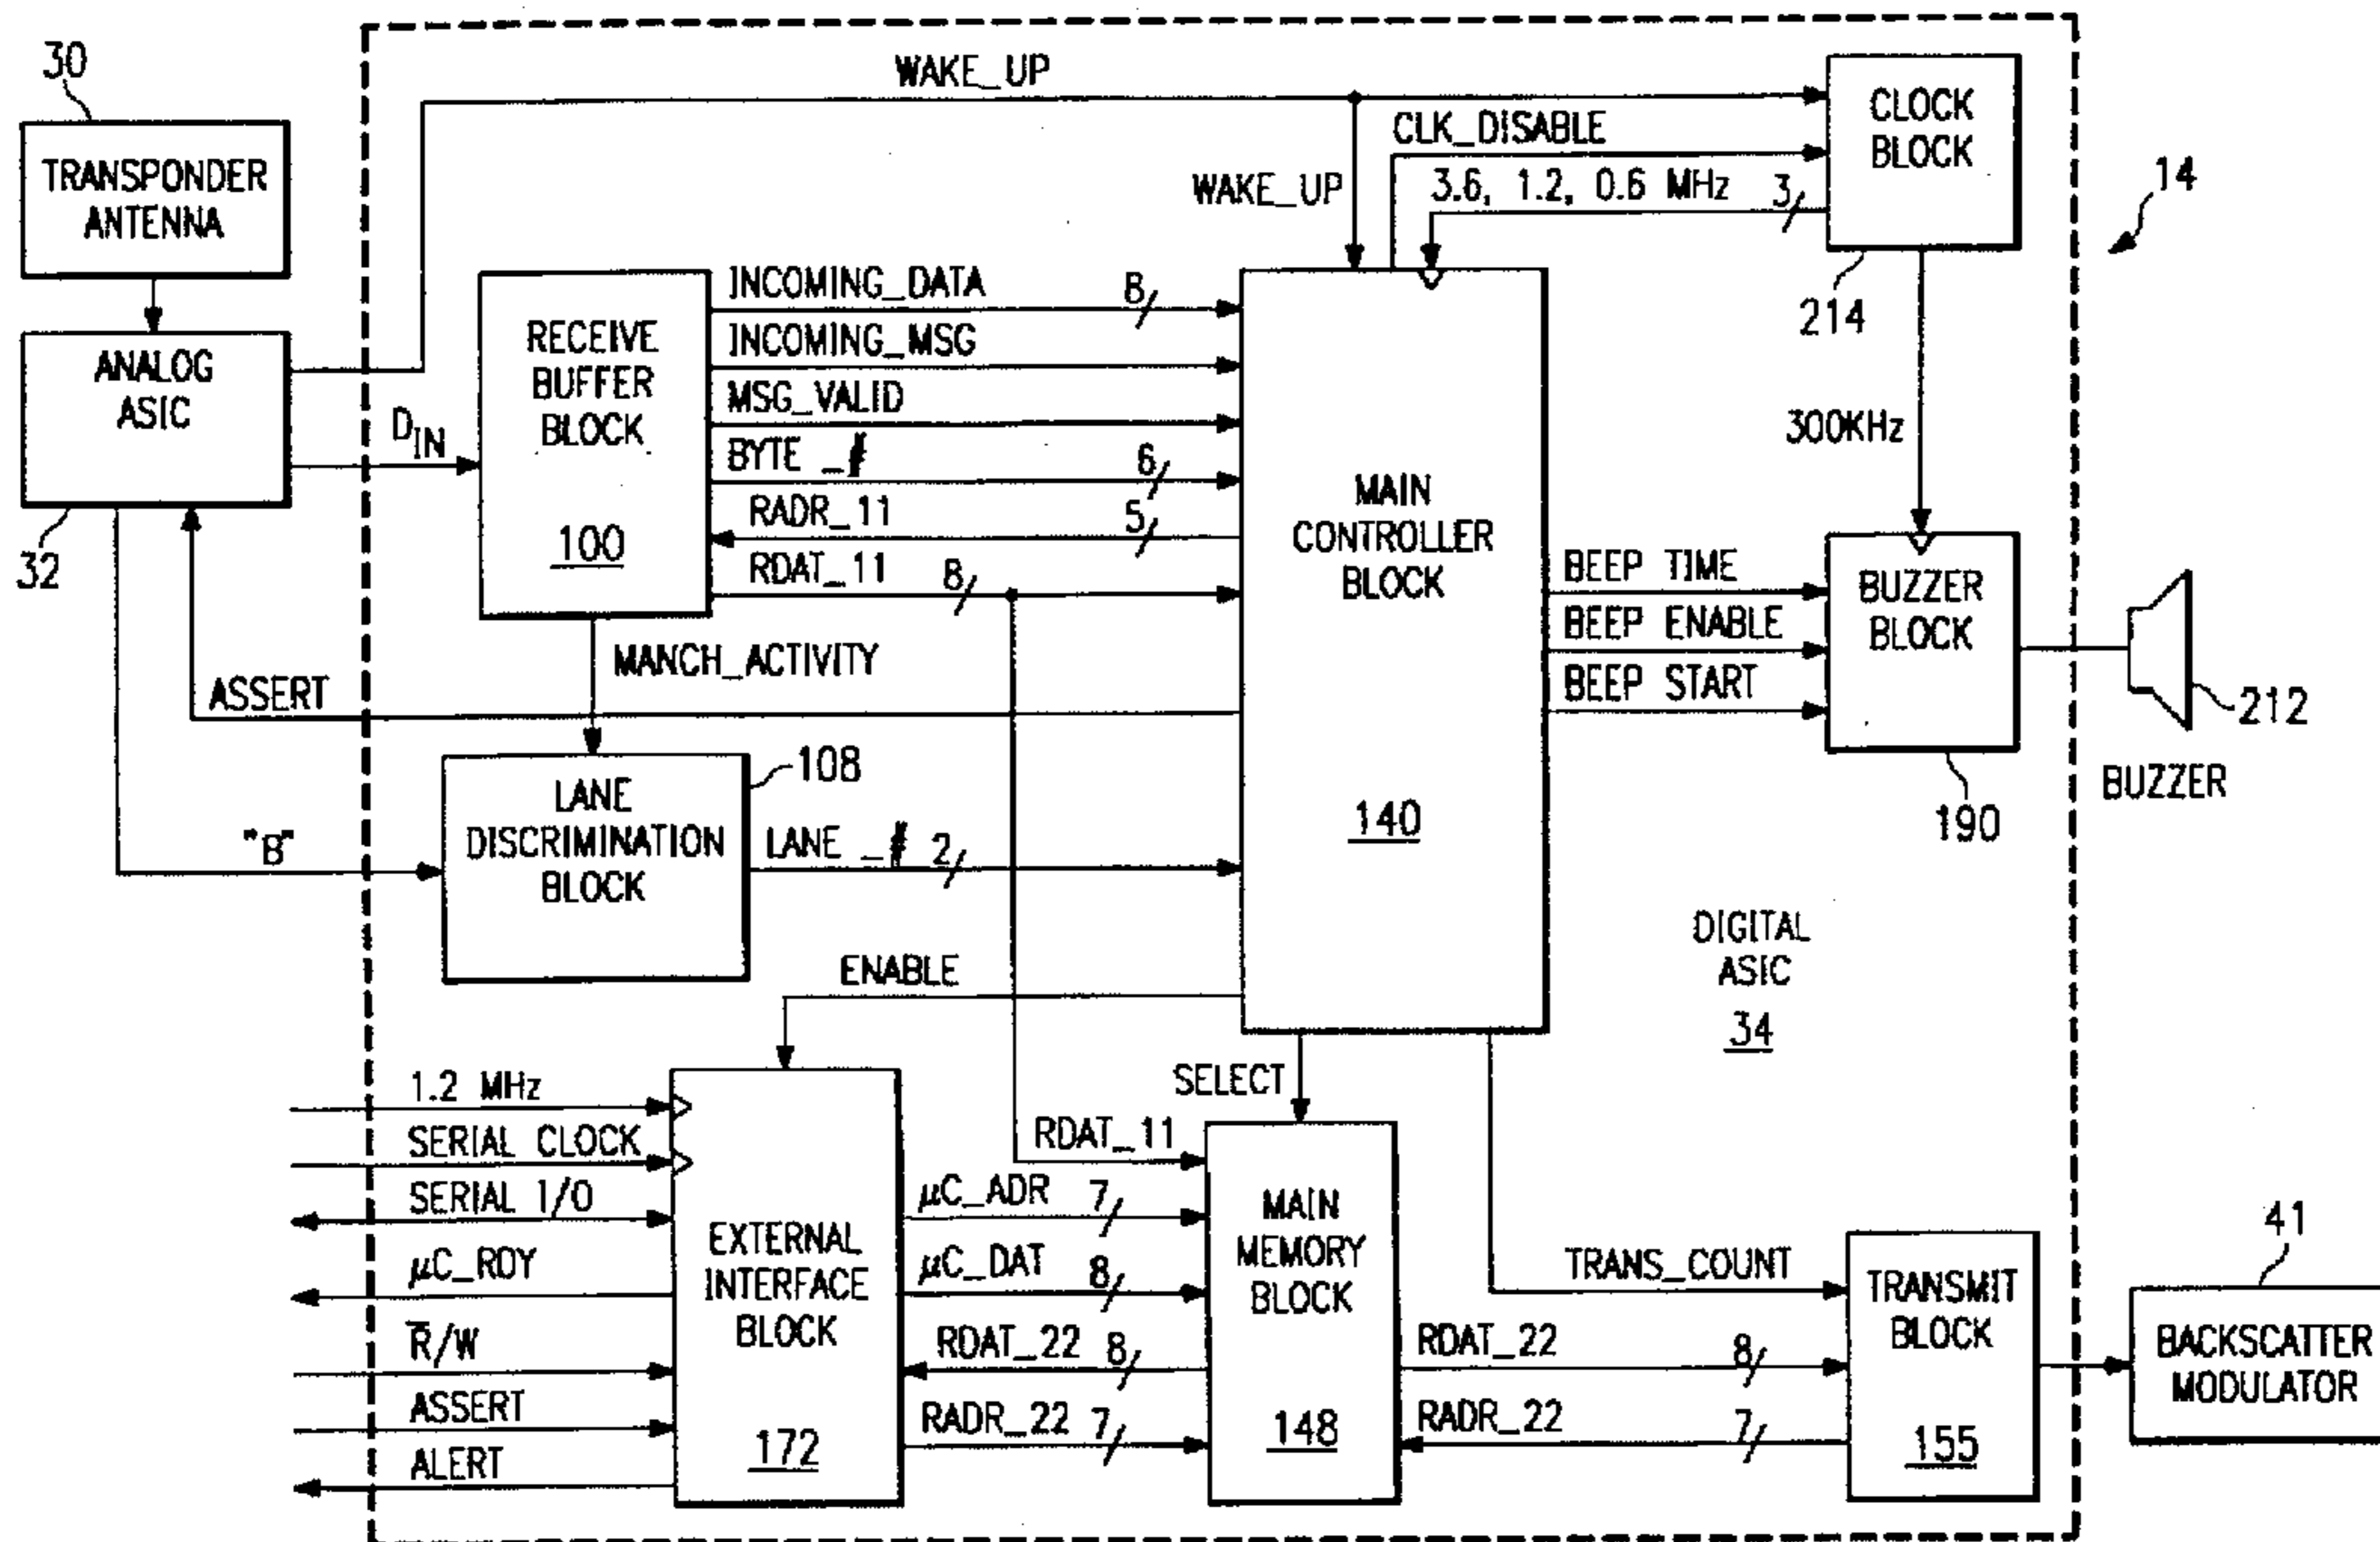 30
TRANSPONDER
ANTENNA
ANALOG
ASIC
32
WAKE_UP
CLOCK
BLOCK
CLK_DISABLE
WAKE_UP
3.6, 1.2, 0.6 MHz 3
14
214
300KHz
D_IN
RECEIVE
BUFFER
BLOCK
100
INCOMING_DATA 8
INCOMING_MSG
MSG_VALID
BYTE _# 6
RADR_11 5
RDAT_11 8
MANCH_ACTIVITY
ASSERT
MAIN
CONTROLLER
BLOCK
140
BEEP TIME
BEEP ENABLE
BEEP START
BUZZER
BLOCK
190
212
BUZZER
108
LANE
DISCRIMINATION
BLOCK
"B"
LANE _# 2
ENABLE
DIGITAL
ASIC
34
SELECT
1.2 MHz
SERIAL CLOCK
SERIAL I/O
μC_RDY
R̅/W
ASSERT
ALERT
EXTERNAL
INTERFACE
BLOCK
172
RDAT_11
μC_ADR 7
μC_DAT 8
RDAT_22 8
RADR_22 7
MAIN
MEMORY
BLOCK
148
TRANS_COUNT
RDAT_22 8
RADR_22 7
TRANSMIT
BLOCK
155
41
BACKSCATTER
MODULATOR